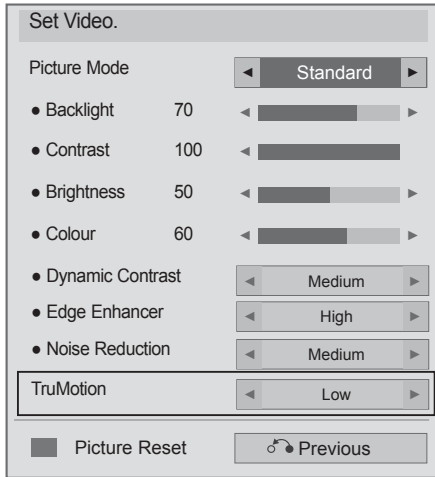 Set Video.
Picture Mode ◄ Standard ►
● Backlight 70 ◄ ►
● Contrast 100 ◄
● Brightness 50 ◄ ►
● Colour 60 ◄ ►
● Dynamic Contrast ◄ Medium ►
● Edge Enhancer ◄ High ►
● Noise Reduction ◄ Medium ►
TruMotion ◄ Low ►
Picture Reset Previous